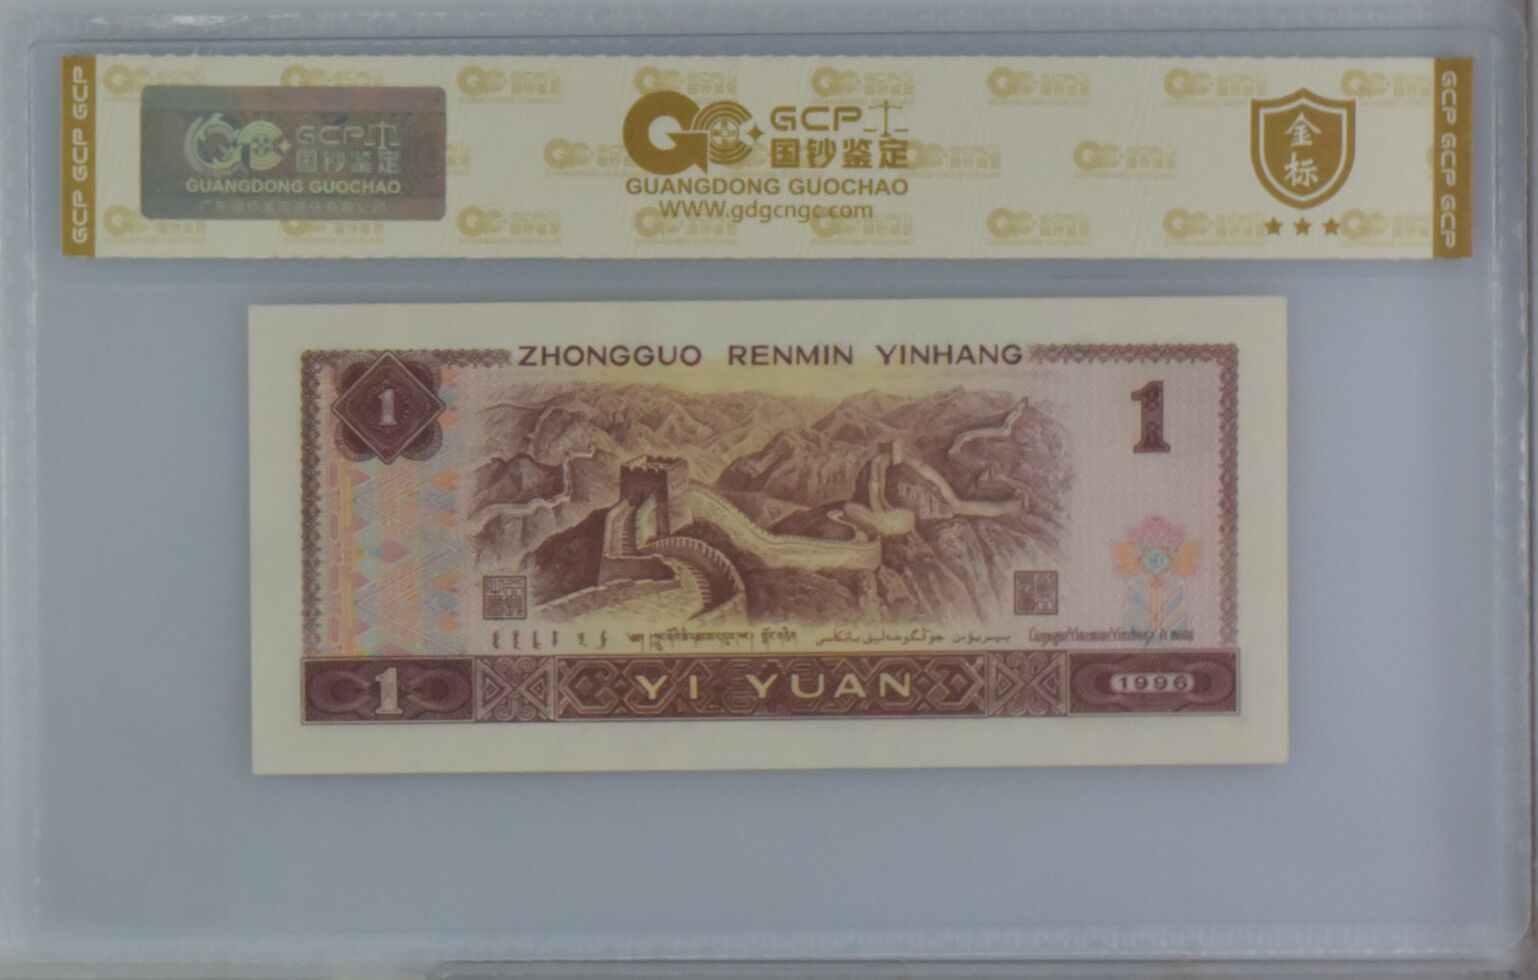 GCP GCP GCP
GCP
国钞鉴定
GUANGDONG GUOCHAO
GCP
国钞鉴定
GUANGDONG GUOCHAO
WWW.gdgcngc.com
金标
GCP GCP GCP
ZHONGGUO RENMIN YINHANG
1
1
1
YI YUAN
1996